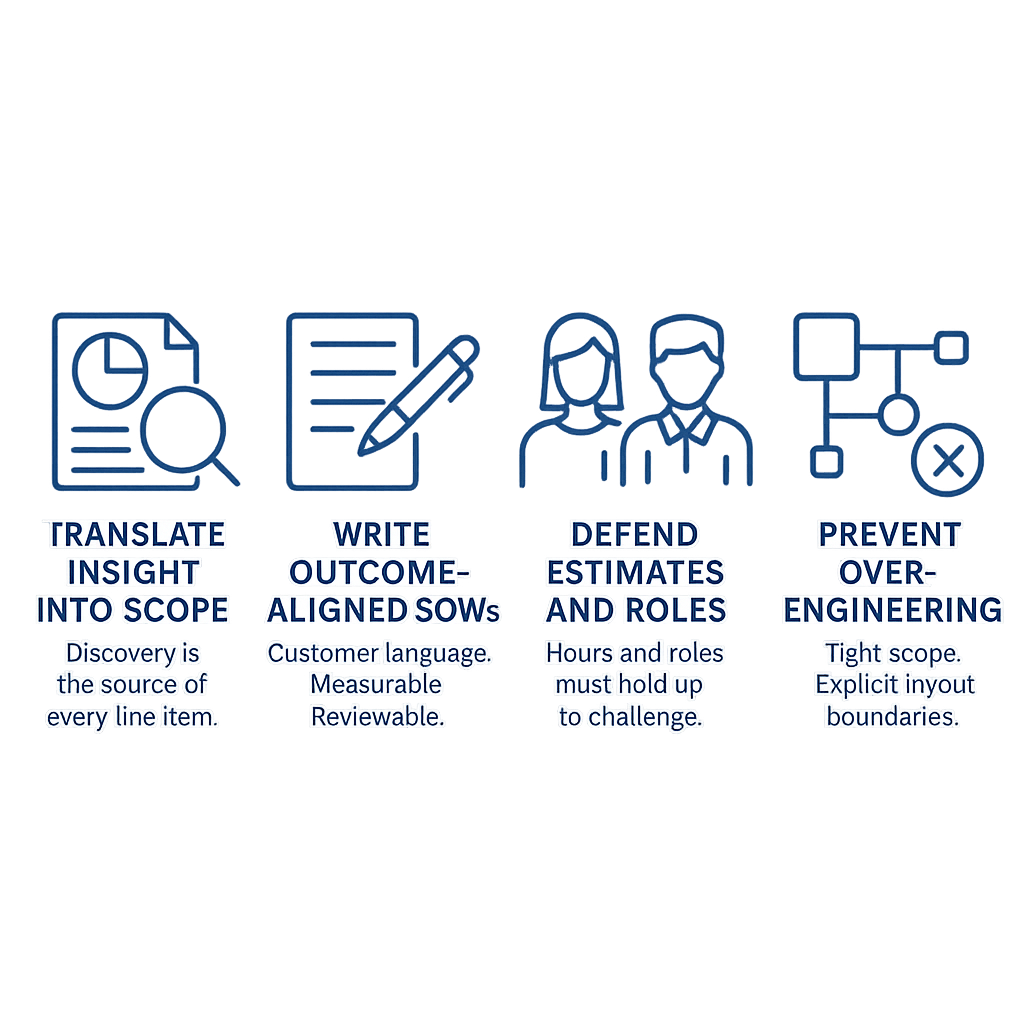 TRANSLATE
INSIGHT
INTO SCOPE
Discovery is
the source of
every line item.
WRITE
OUTCOME-
ALIGNED SOWs
Customer language.
Measurable
Reviewable.
DEFEND
ESTIMATES
AND ROLES
Hours and roles
must hold up
to challenge.
PREVENT
OVER-
ENGINEERING
Tight scope.
Explicit inyout
boundaries.